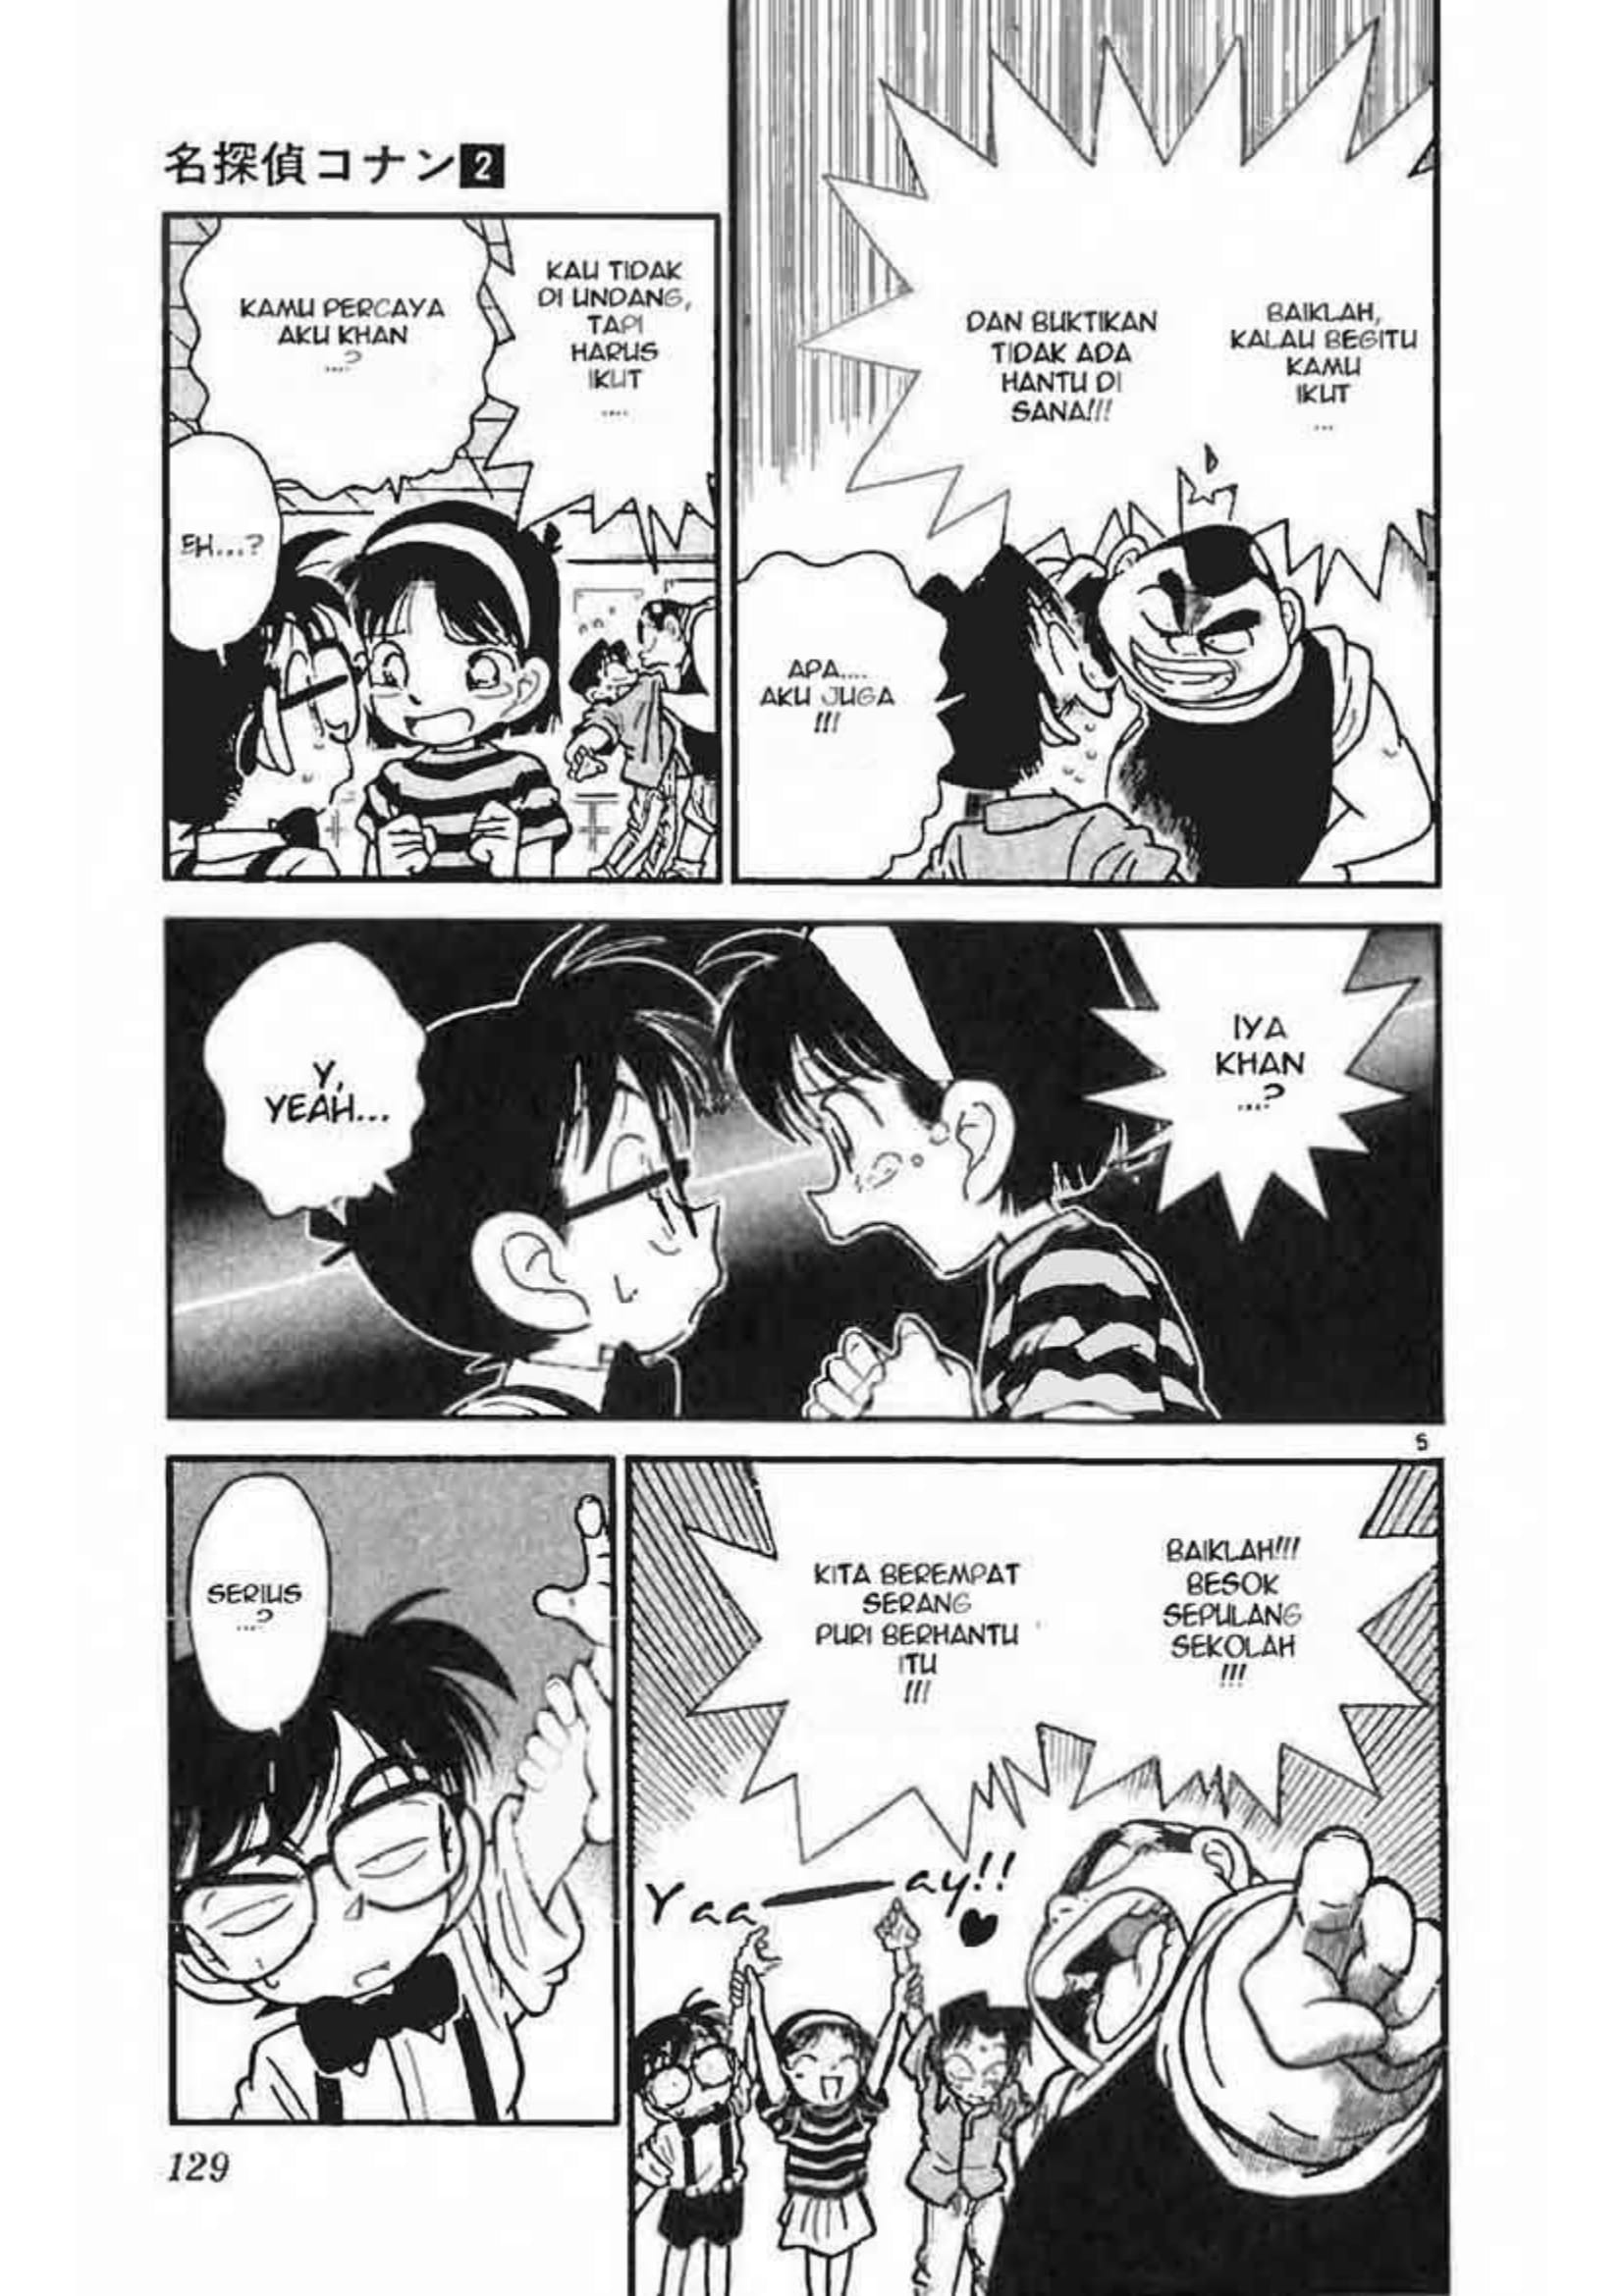 名探偵コナン2
BAIKLAH,
KALAU BEGITU
KAMU
IKUT
...
DAN BUKTIKAN
TIDAK ADA
HANTU DI
SANA!!!
APA....
AKU JUGA
!!!
KAU TIDAK
DI UNDANG,
TAPI
HARUS
IKUT
....
KAMU PERCAYA
AKU KHAN
....?
EH....?
IYA
KHAN
...?
Y,
YEAH...
5
BAIKLAH!!!
BESOK
SEPULANG
SEKOLAH
!!!
KITA BEREMPAT
SERANG
PURI BERHANTU
ITU
!!!
Yaa—ay!!
SERIUS
...?
129